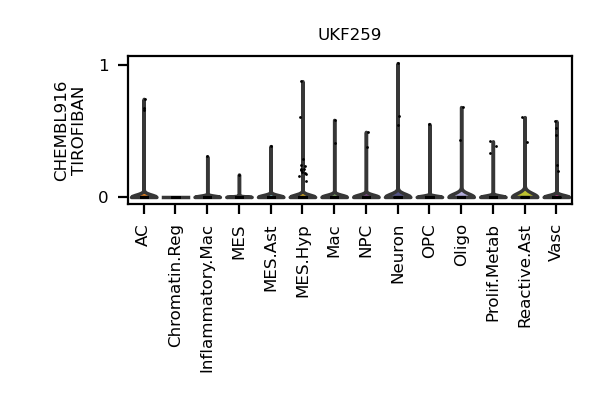 UKF259
CHEMBL916
TIROFIBAN
1
0
AC
Chromatin.Reg
Inflammatory.Mac
MES
MES.Ast
MES.Hyp
Mac
NPC
Neuron
OPC
Oligo
Prolif.Metab
Reactive.Ast
Vasc